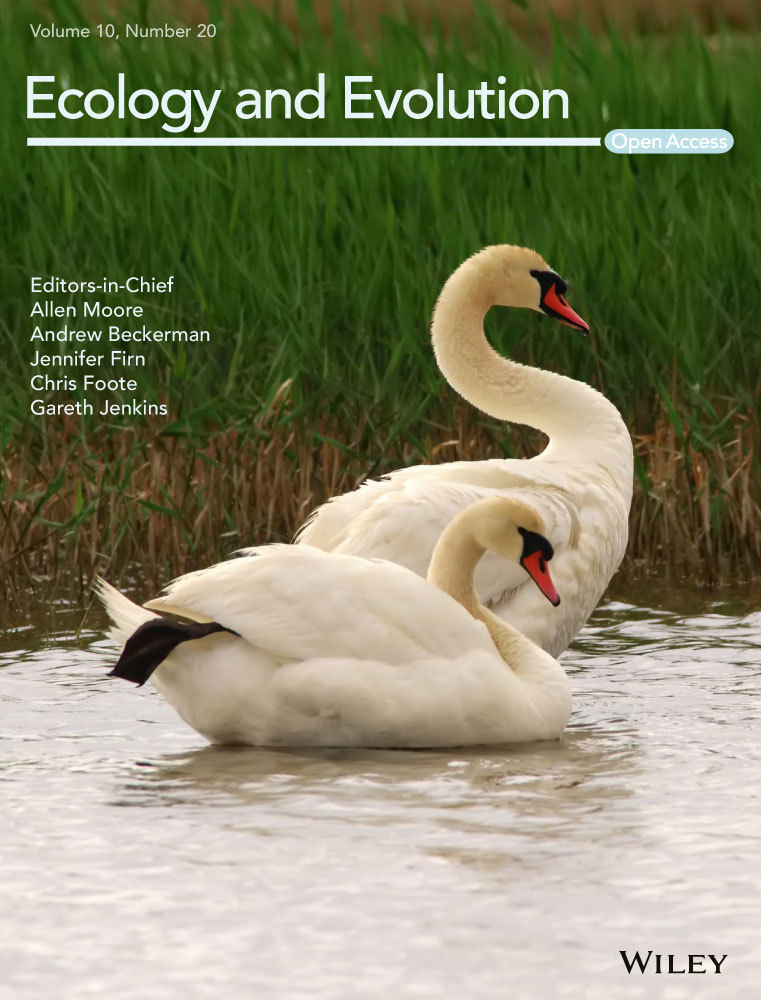 Volume 10, Number 20
Ecology and Evolution
Open Access
Editors-in-Chief
Allen Moore
Andrew Beckerman
Jennifer Firn
Chris Foote
Gareth Jenkins
WILEY